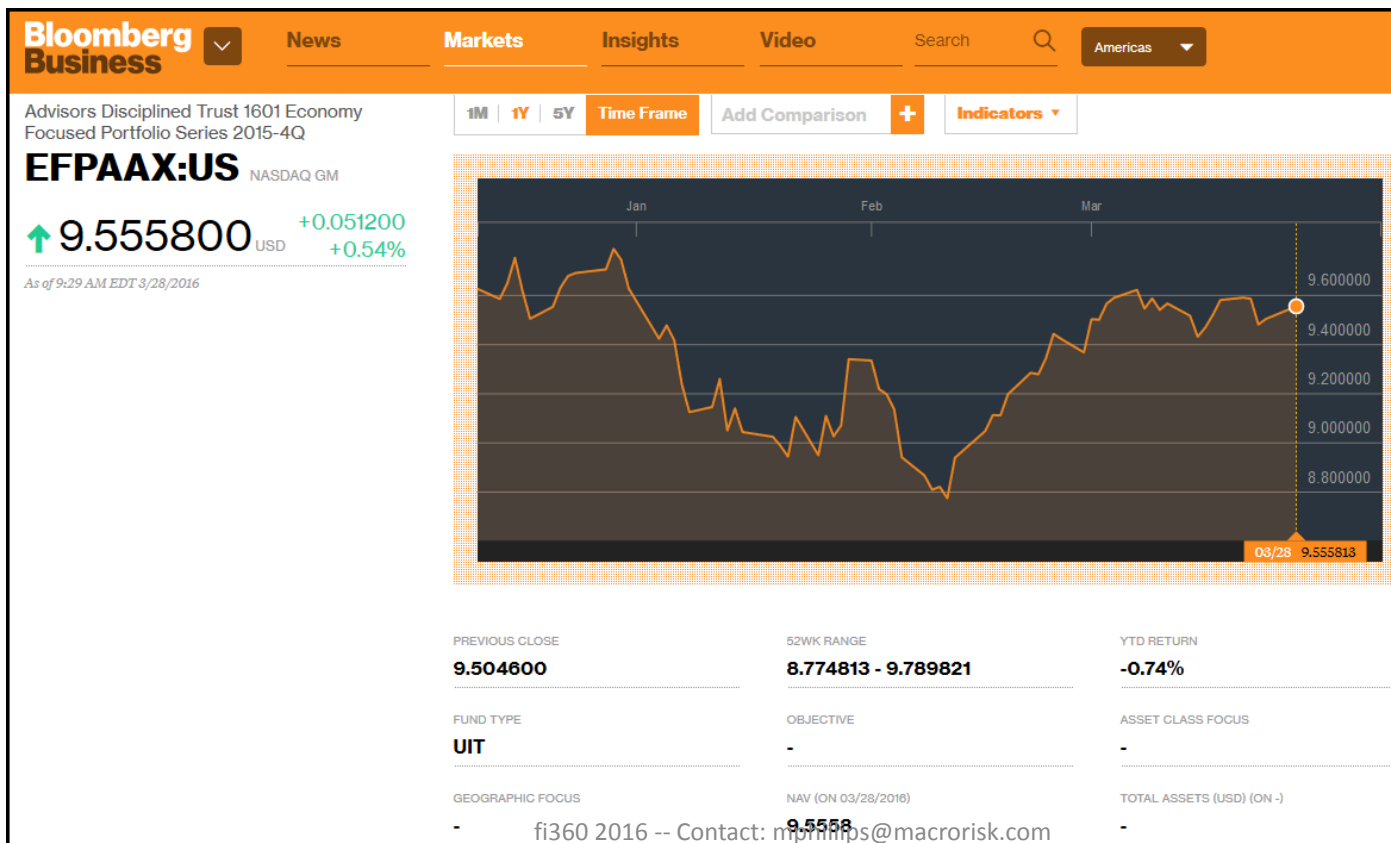 Bloomberg
Business
News
Markets
Insights
Video
Search
Americas
Advisors Disciplined Trust 1601 Economy
Focused Portfolio Series 2015-4Q
EFPAAX:US NASDAQ GM
9.555800 USD
+0.051200
+0.54%
As of 9:29 AM EDT 3/28/2016
1M 1Y 5Y Time Frame
Add Comparison +
Indicators
Jan Feb Mar
9.600000
9.400000
9.200000
9.000000
8.800000
03/28 9.555813
PREVIOUS CLOSE
9.504600
52WK RANGE
8.774813 - 9.789821
YTD RETURN
-0.74%
FUND TYPE
UIT
OBJECTIVE
-
ASSET CLASS FOCUS
-
GEOGRAPHIC FOCUS
-
NAV (ON 03/28/2016)
9.5558
TOTAL ASSETS (USD) (ON -)
-
fi360 2016 -- Contact: mphillips@macrorisk.com